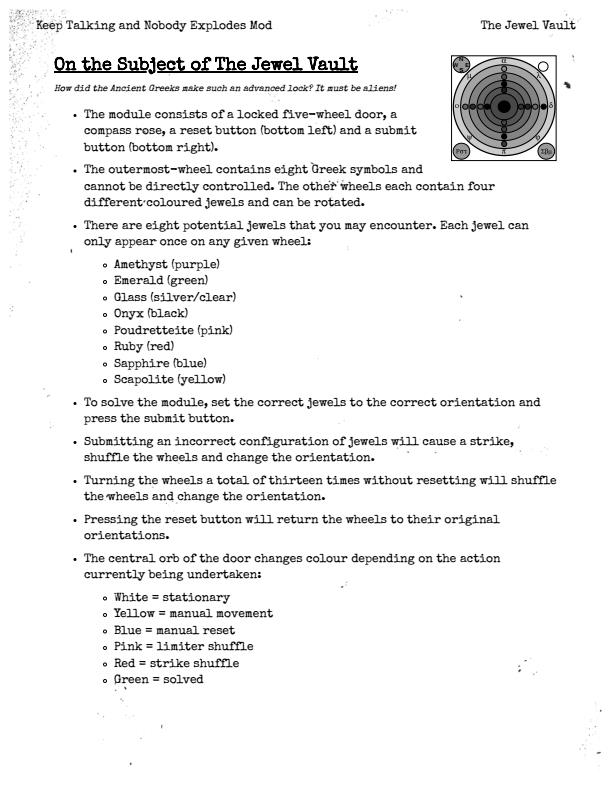 Keep Talking and Nobody Explodes Mod
The Jewel Vault
On the Subject of The Jewel Vault
How did the Ancient Greeks make such an advanced lock? It must be aliens!
• The module consists of a locked five-wheel door, a
compass rose, a reset button (bottom left) and a submit
button (bottom right).
• The outermost-wheel contains eight Greek symbols and
cannot be directly controlled. The other wheels each contain four
different coloured jewels and can be rotated.
• There are eight potential jewels that you may encounter. Each jewel can
only appear once on any given wheel:
◦ Amethyst (purple)
◦ Emerald (green)
◦ Glass (silver/clear)
◦ Onyx (black)
◦ Poudretteite (pink)
◦ Ruby (red)
◦ Sapphire (blue)
◦ Scapolite (yellow)
• To solve the module, set the correct jewels to the correct orientation and
press the submit button.
• Submitting an incorrect configuration of jewels will cause a strike,
shuffle the wheels and change the orientation.
• Turning the wheels a total of thirteen times without resetting will shuffle
the wheels and change the orientation.
• Pressing the reset button will return the wheels to their original
orientations.
• The central orb of the door changes colour depending on the action
currently being undertaken:
◦ White = stationary
◦ Yellow = manual movement
◦ Blue = manual reset
◦ Pink = limiter shuffle
◦ Red = strike shuffle
◦ Green = solved